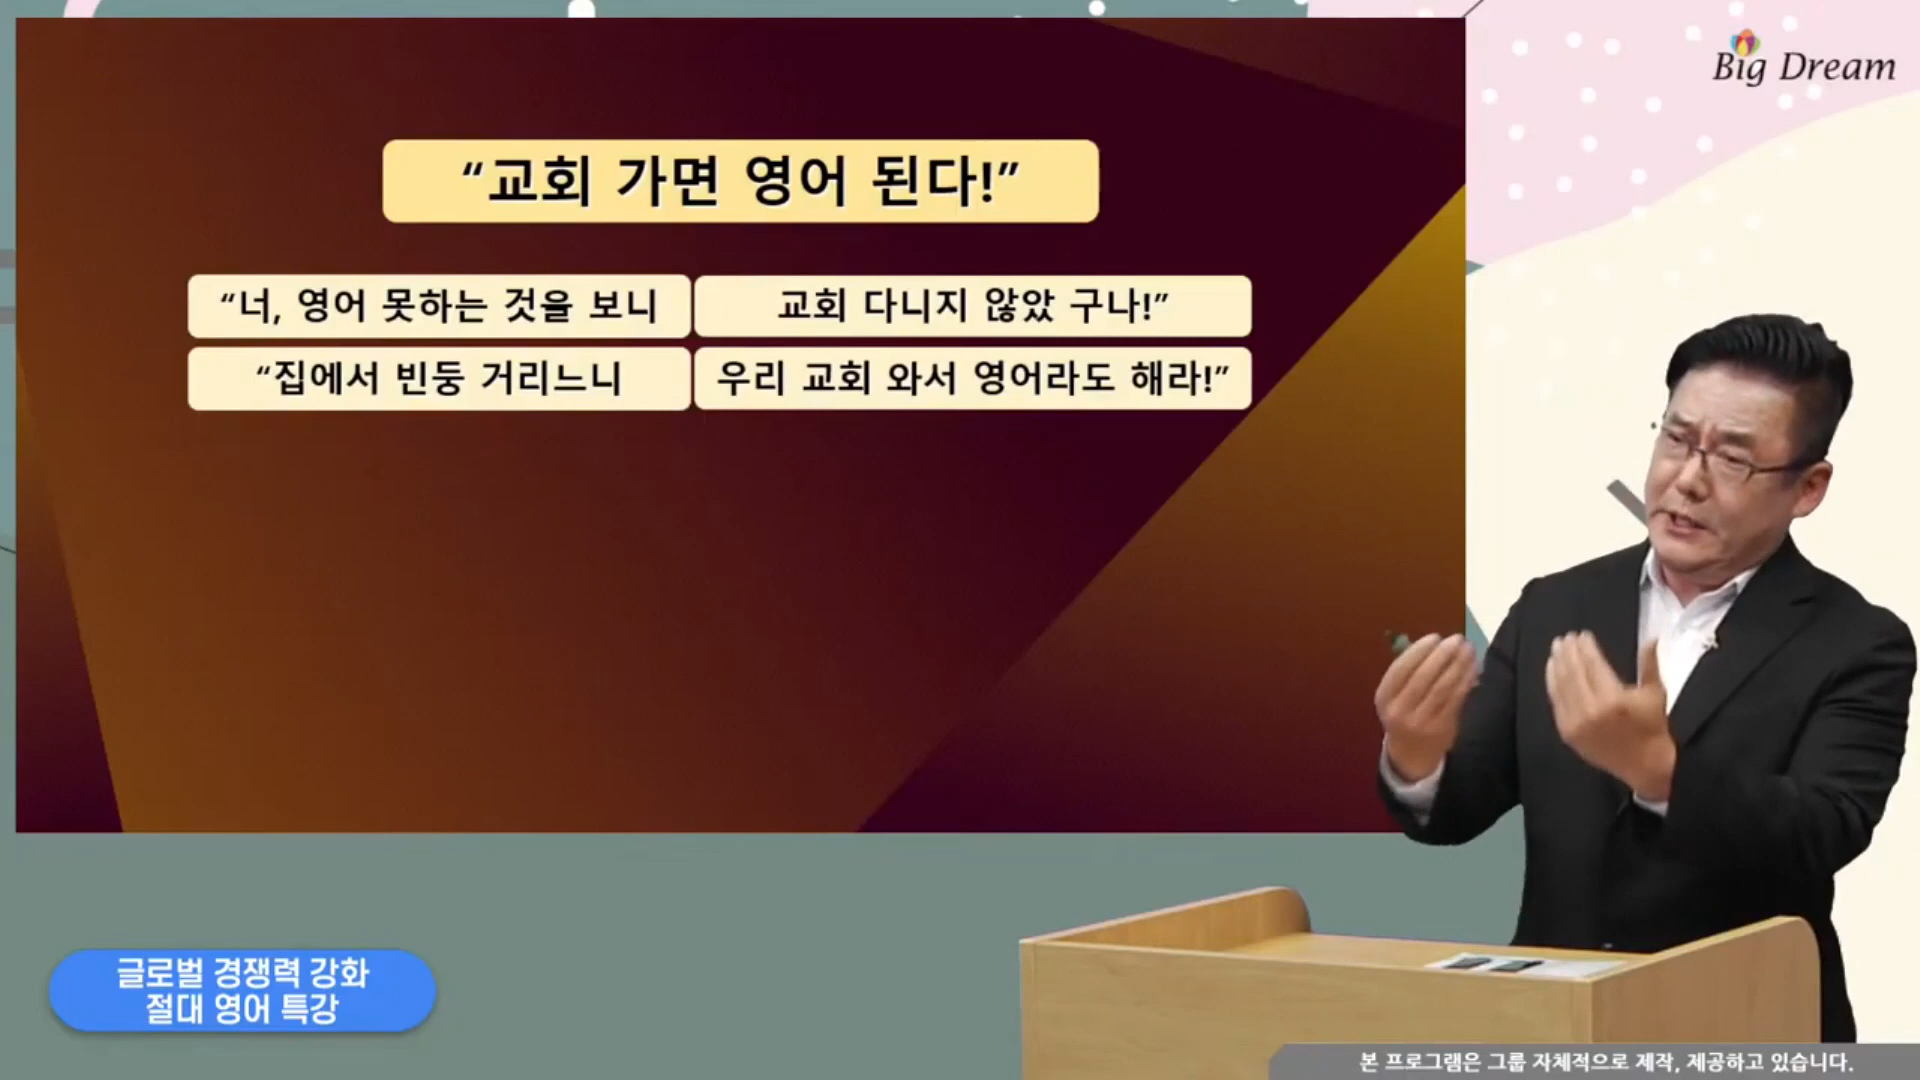 Big Dream
“교회 가면 영어 된다!”
“너, 영어 못하는 것을 보니 교회 다니지 않았 구나!”
“집에서 빈둥 거리느니 우리 교회 와서 영어라도 해라!”
글로벌 경쟁력 강화
절대 영어 특강
본 프로그램은 그룹 자체적으로 제작, 제공하고 있습니다.